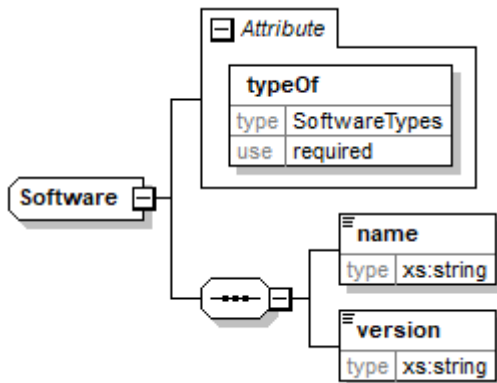 Attribute
typeOf
type SoftwareTypes
use required
Software
name
type xs:string
version
type xs:string